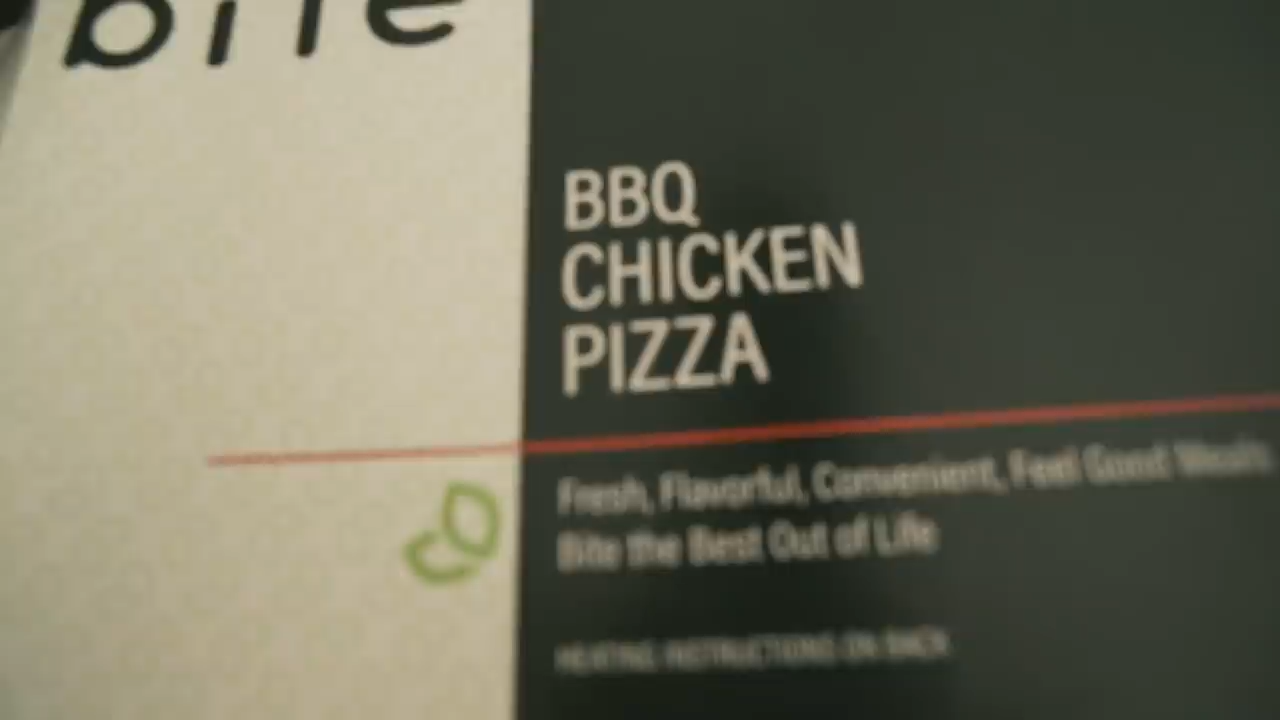 bite
BBQ
CHICKEN
PIZZA
Fresh, Flavorful, Convenient, Feel Good Meals
Bite the Best Out of Life
HEATING INSTRUCTIONS ON BACK